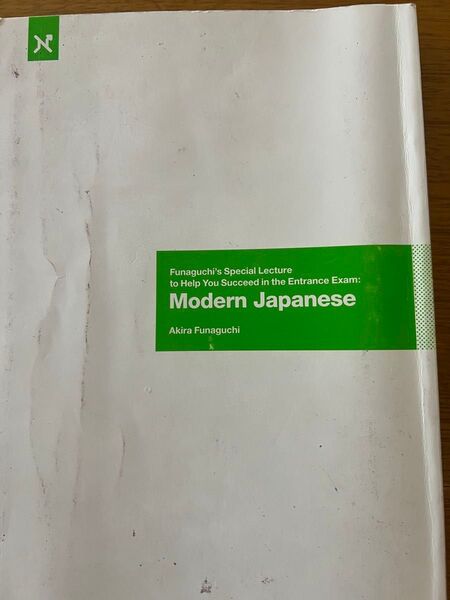 Funaguchi's Special Lecture
to Help You Succeed in the Entrance Exam:
Modern Japanese
Akira Funaguchi